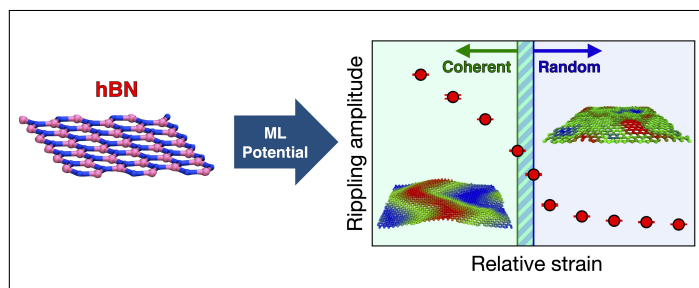 hBN
ML
Potential
Rippling amplitude
Coherent
Random
Relative strain